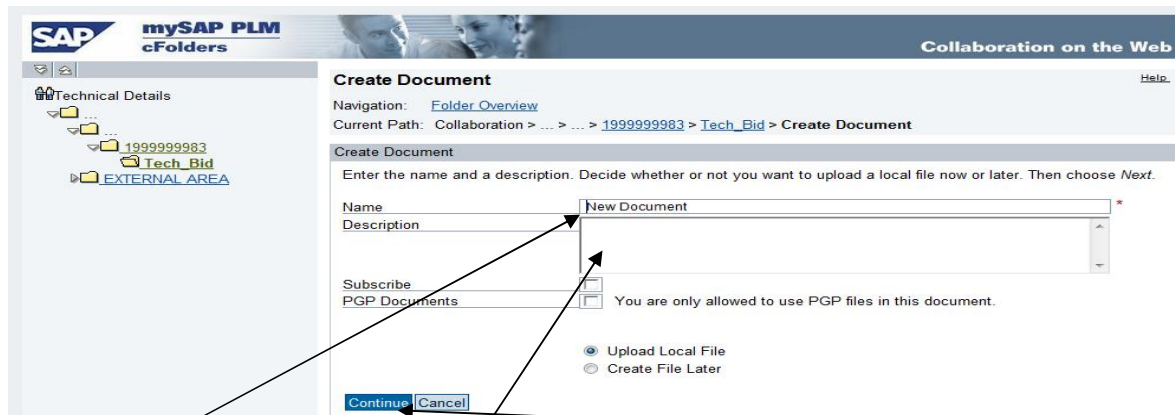 SAP
mySAP PLM
cFolders
Collaboration on the Web
Technical Details
...
...
1999999983
Tech_Bid
EXTERNAL AREA
Create Document
Help
Navigation: Folder Overview
Current Path: Collaboration > ... > ... > 1999999983 > Tech_Bid > Create Document
Create Document
Enter the name and a description. Decide whether or not you want to upload a local file now or later. Then choose Next.
Name New Document *
Description
Subscribe
PGP Documents You are only allowed to use PGP files in this document.
Upload Local File
Create File Later
Continue Cancel